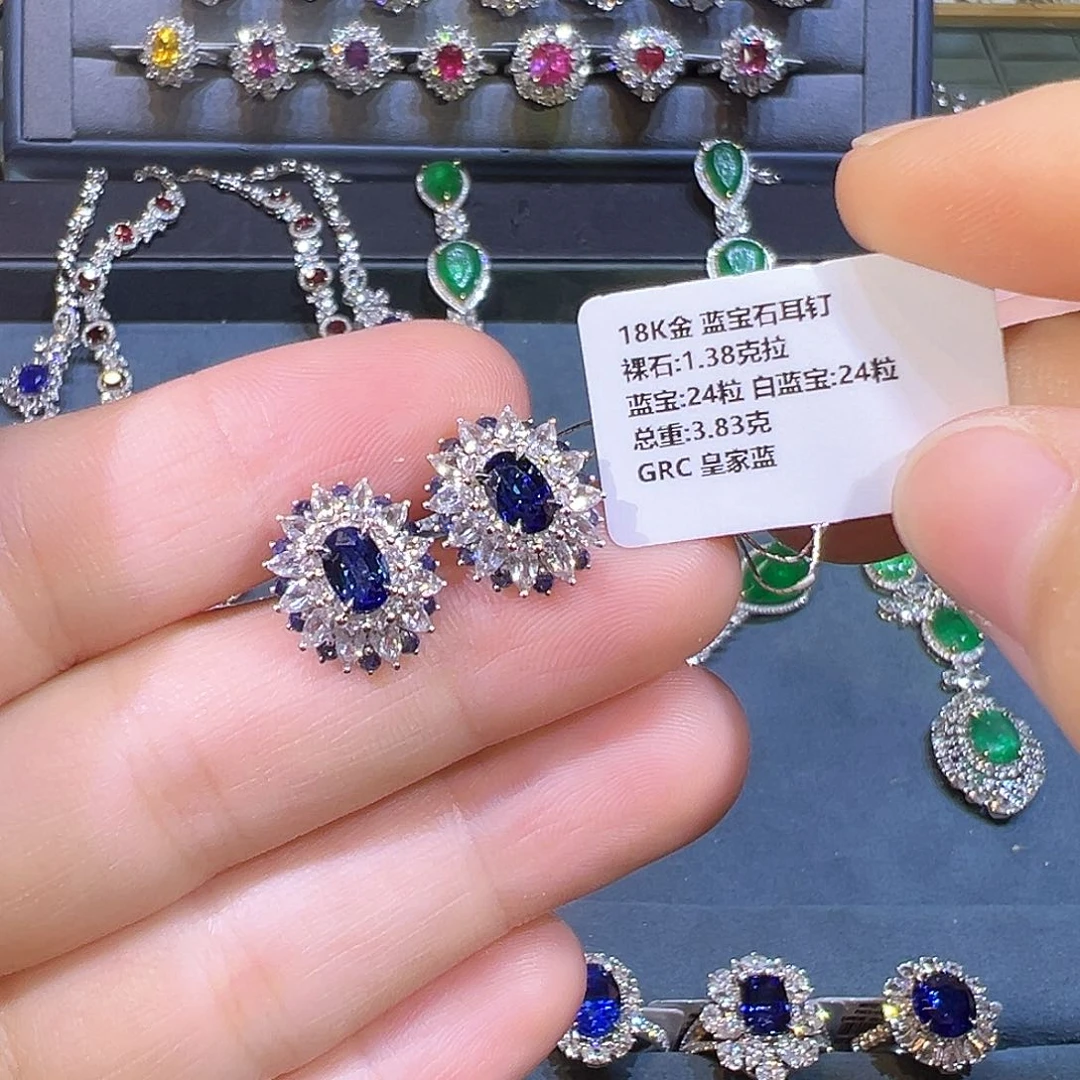 18K金 蓝宝石耳钉
裸石:1.38克拉
蓝宝:24粒 白蓝宝:24粒
总重:3.83克
GRC 皇家蓝